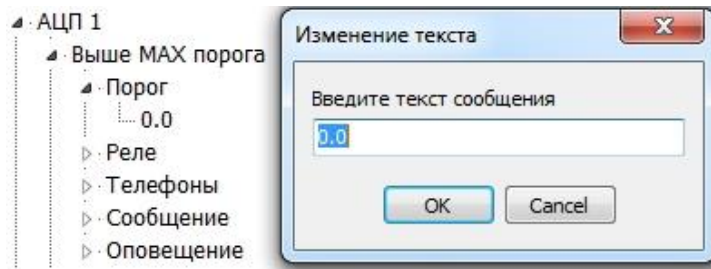 АЦП 1
Выше MAX порога
Порог
0.0
Реле
Телефоны
Сообщение
Оповещение
Изменение текста
Введите текст сообщения
0.0
OK
Cancel